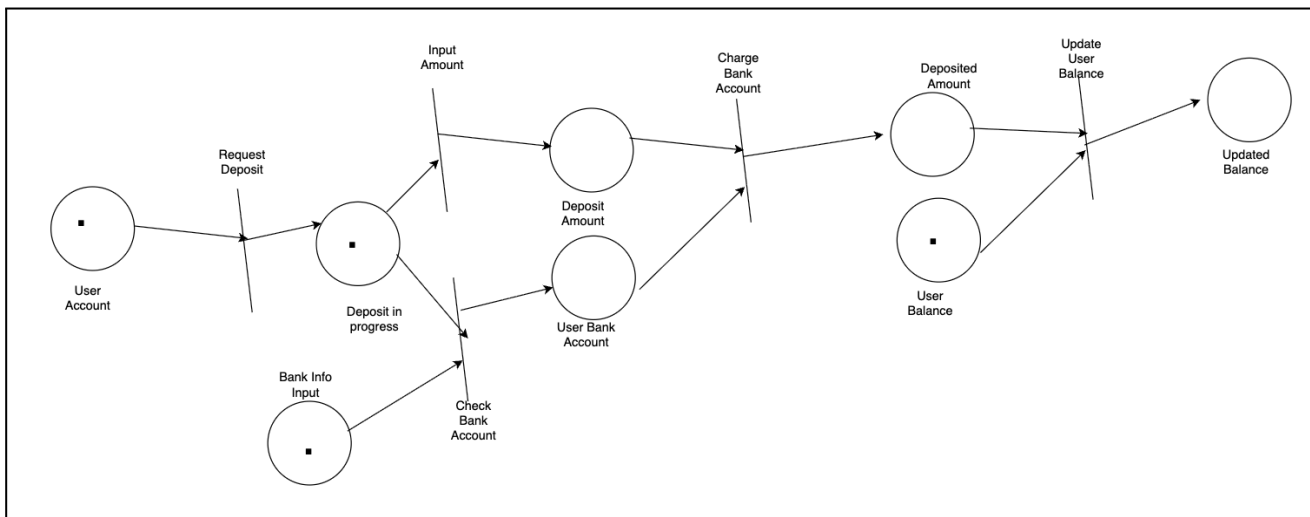 Input
Amount
Charge
Bank
Account
Deposited
Amount
Update
User
Balance
Request
Deposit
Updated
Balance
Deposit
Amount
User
Account
Deposit in
progress
User Bank
Account
User
Balance
Bank Info
Input
Check
Bank
Account